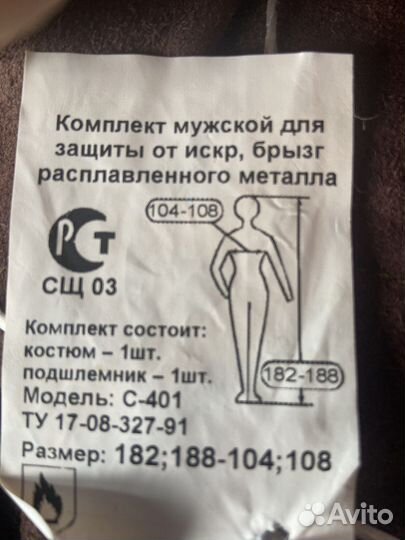 Комплект мужской для
защиты от искр, брызг
расплавленного металла
104-108
РСТ
СЩ 03
Комплект состоит:
костюм – 1шт.
подшлемник – 1шт.
182-188
Модель: С-401
ТУ 17-08-327-91
Размер: 182;188-104;108
Avito